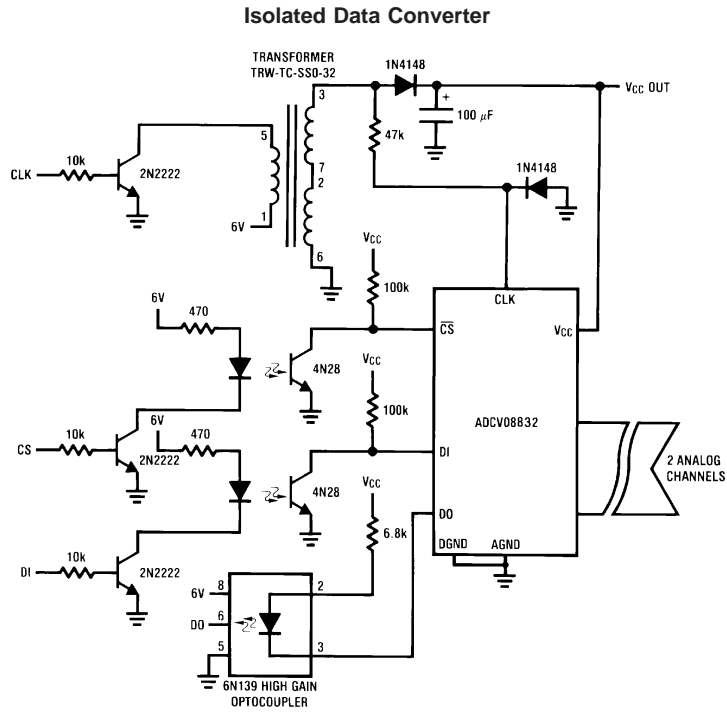 Isolated Data Converter
TRANSFORMER
TRW-TC-SSO-32
1N4148
VCC OUT
3
+
100 μF
47k
5
10k
CLK
2N2222
7
2
1N4148
1
6V
6
VCC
100k
CLK
6V
470
CS
VCC
4N28
VCC
100k
ADCV08832
10k
CS
2N2222
6V
470
DI
2 ANALOG
CHANNELS
4N28
VCC
DO
6.8k
DGND
AGND
10k
DI
2N2222
6V
8
2
DO
6
5
3
6N139 HIGH GAIN
OPTOCOUPLER